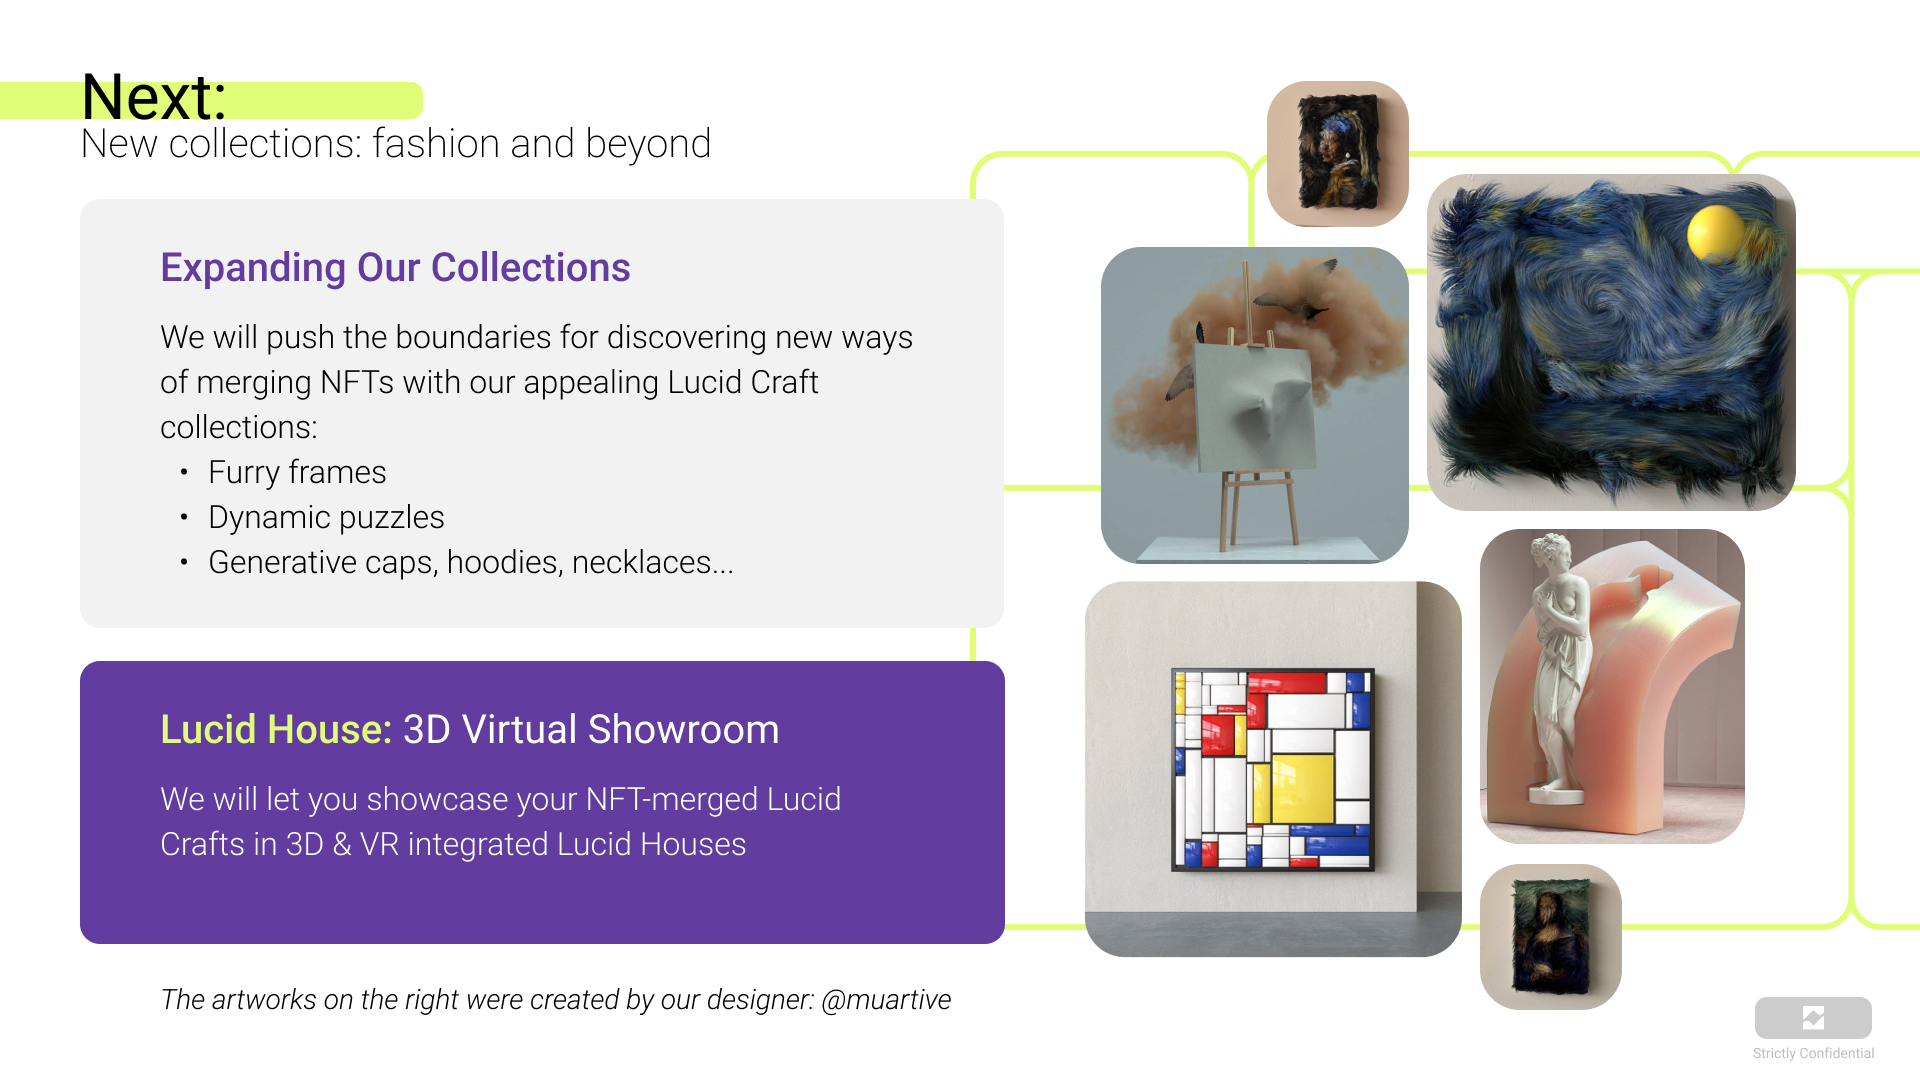 Next:
New collections: fashion and beyond
Expanding Our Collections
We will push the boundaries for discovering new ways
of merging NFTs with our appealing Lucid Craft
collections:
• Furry frames
• Dynamic puzzles
• Generative caps, hoodies, necklaces...
Lucid House: 3D Virtual Showroom
We will let you showcase your NFT-merged Lucid
Crafts in 3D & VR integrated Lucid Houses
The artworks on the right were created by our designer: @muartive
Strictly Confidential